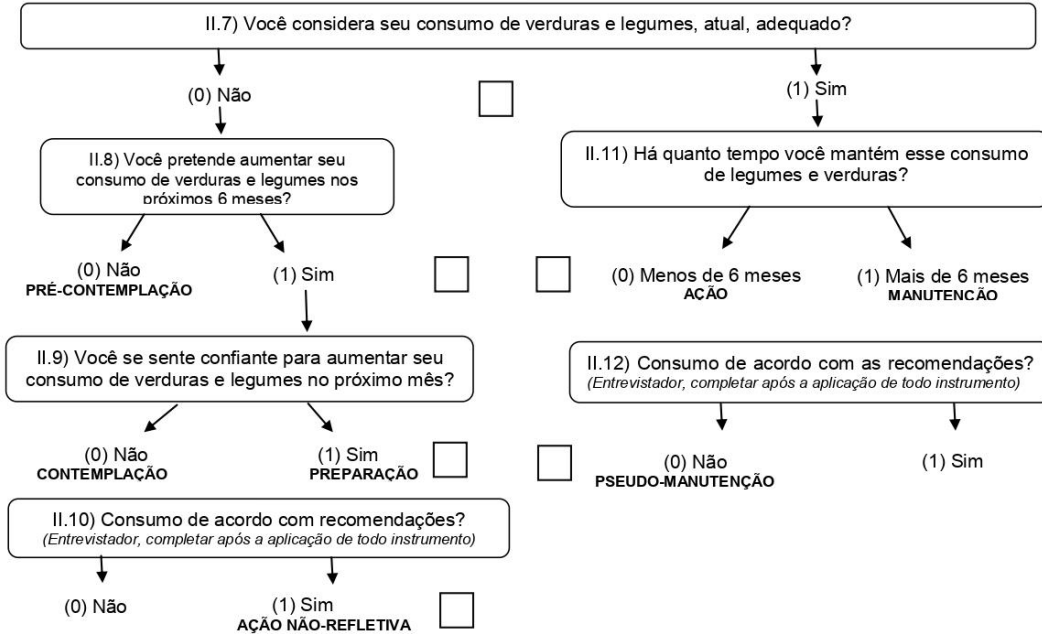 II.7) Você considera seu consumo de verduras e legumes, atual, adequado?
(0) Não
(1) Sim
II.8) Você pretende aumentar seu
consumo de verduras e legumes nos
próximos 6 meses?
II.11) Há quanto tempo você mantém esse consumo
de legumes e verduras?
(0) Não
PRÉ-CONTEMPLAÇÃO
(1) Sim
(0) Menos de 6 meses
AÇÃO
(1) Mais de 6 meses
MANUTENCÃO
II.9) Você se sente confiante para aumentar seu
consumo de verduras e legumes no próximo mês?
II.12) Consumo de acordo com as recomendações?
(Entrevistador, completar após a aplicação de todo instrumento)
(0) Não
CONTEMPLAÇÃO
(1) Sim
PREPARAÇÃO
(0) Não
PSEUDO-MANUTENÇÃO
(1) Sim
II.10) Consumo de acordo com recomendações?
(Entrevistador, completar após a aplicação de todo instrumento)
(0) Não
(1) Sim
AÇÃO NÃO-REFLETIVA